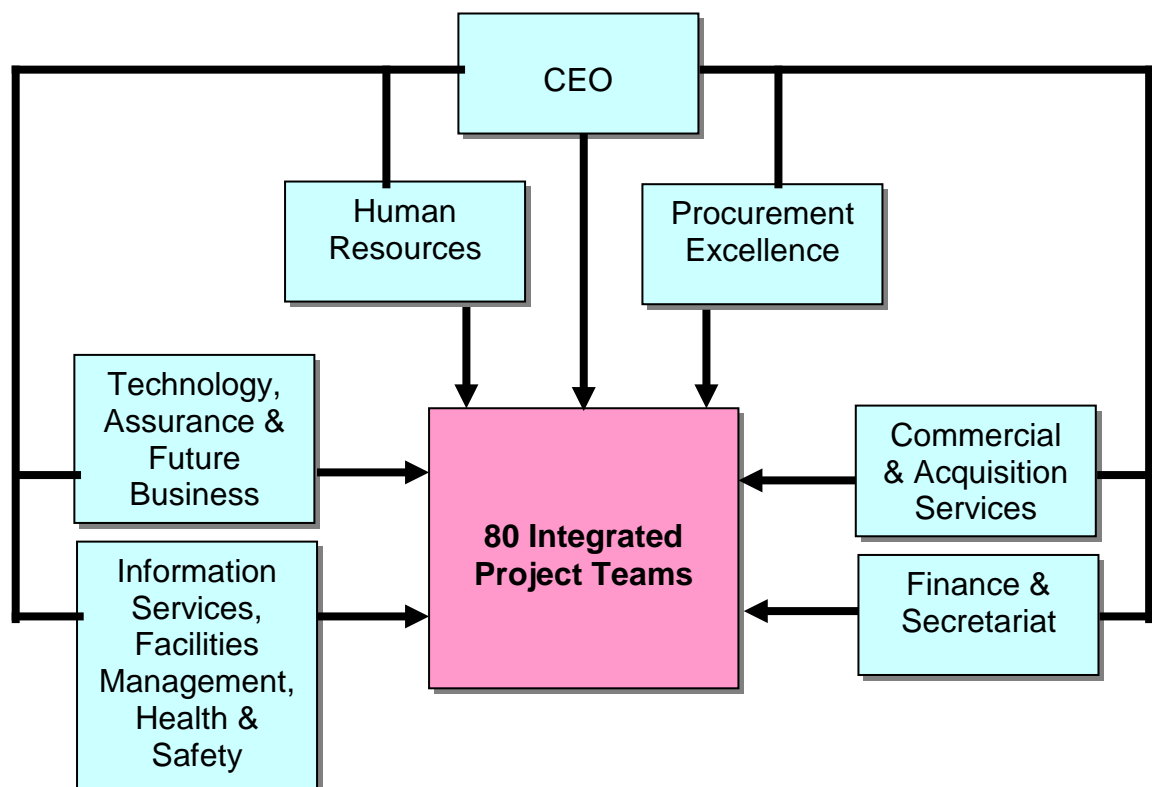 CEO
Human
Resources
Procurement
Excellence
Technology,
Assurance &
Future
Business
Commercial
& Acquisition
Services
80 Integrated
Project Teams
Information
Services,
Facilities
Management,
Health &
Safety
Finance &
Secretariat